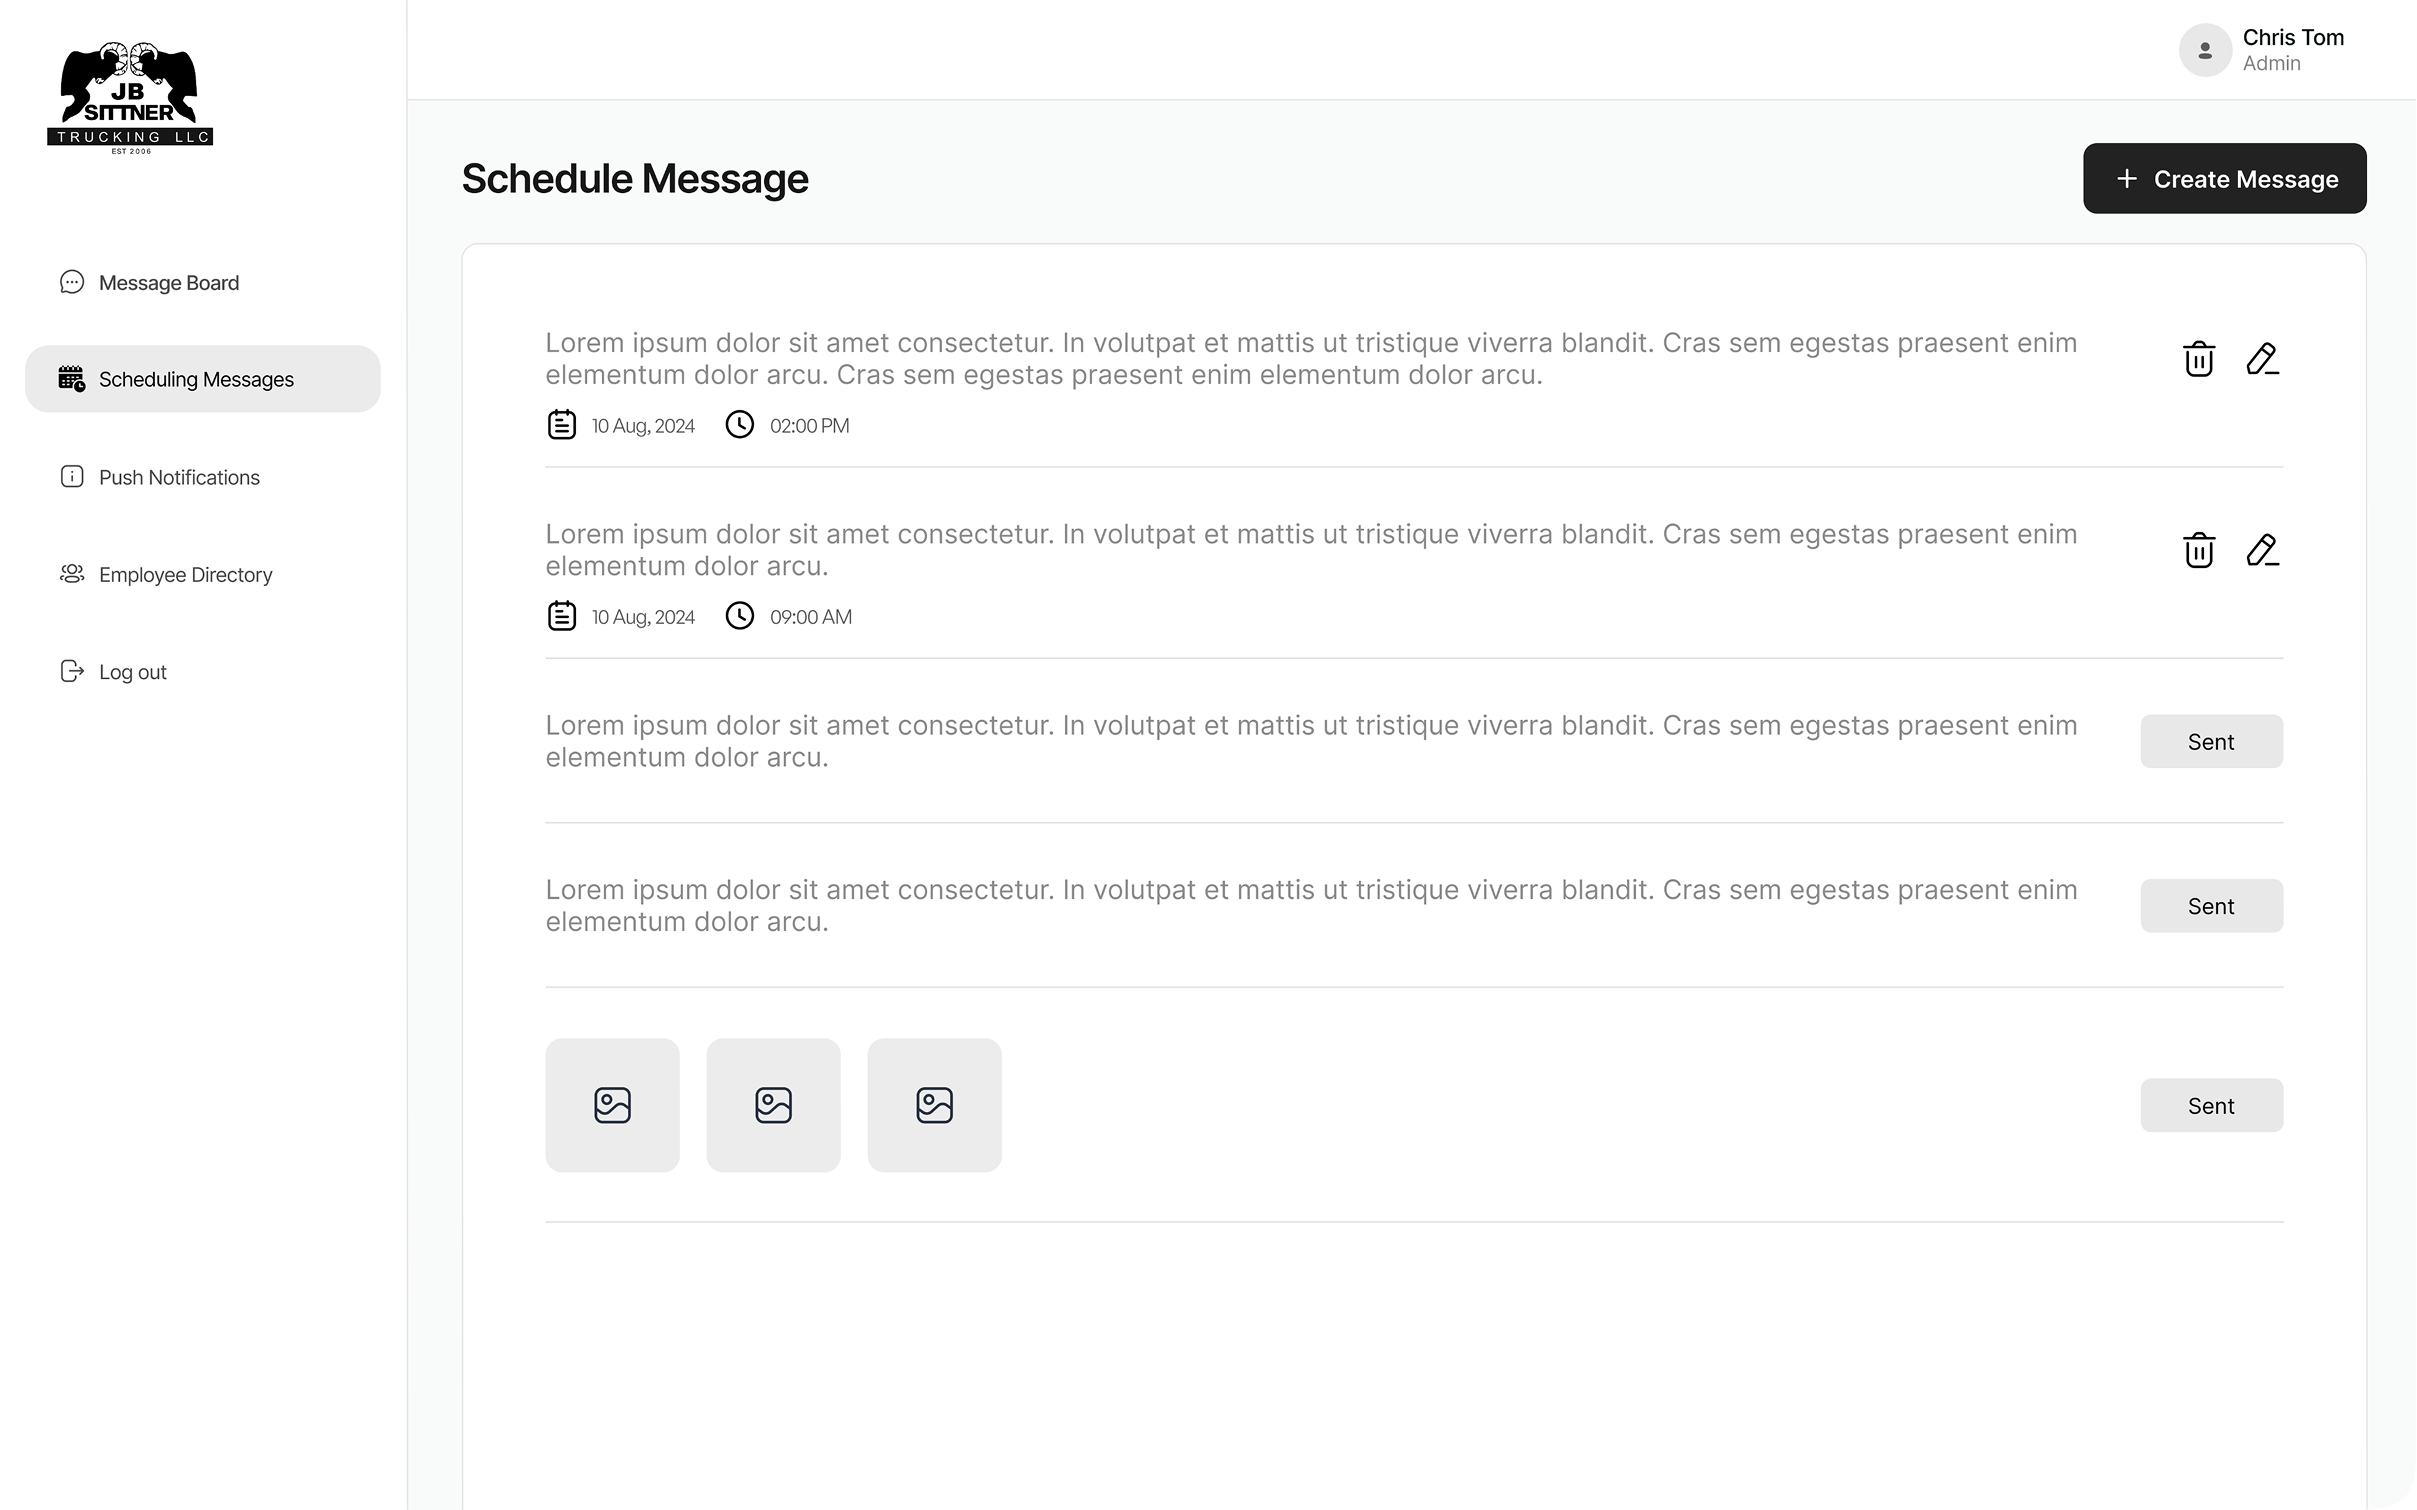 JB
SITTNER
TRUCKING LLC
EST 2006
Chris Tom
Admin
Message Board
Scheduling Messages
Push Notifications
Employee Directory
Log out
Schedule Message
+ Create Message
Lorem ipsum dolor sit amet consectetur. In volutpat et mattis ut tristique viverra blandit. Cras sem egestas praesent enim
elementum dolor arcu. Cras sem egestas praesent enim elementum dolor arcu.
10 Aug, 2024 02:00 PM
Lorem ipsum dolor sit amet consectetur. In volutpat et mattis ut tristique viverra blandit. Cras sem egestas praesent enim
elementum dolor arcu.
10 Aug, 2024 09:00 AM
Lorem ipsum dolor sit amet consectetur. In volutpat et mattis ut tristique viverra blandit. Cras sem egestas praesent enim
elementum dolor arcu.
Sent
Lorem ipsum dolor sit amet consectetur. In volutpat et mattis ut tristique viverra blandit. Cras sem egestas praesent enim
elementum dolor arcu.
Sent
Sent